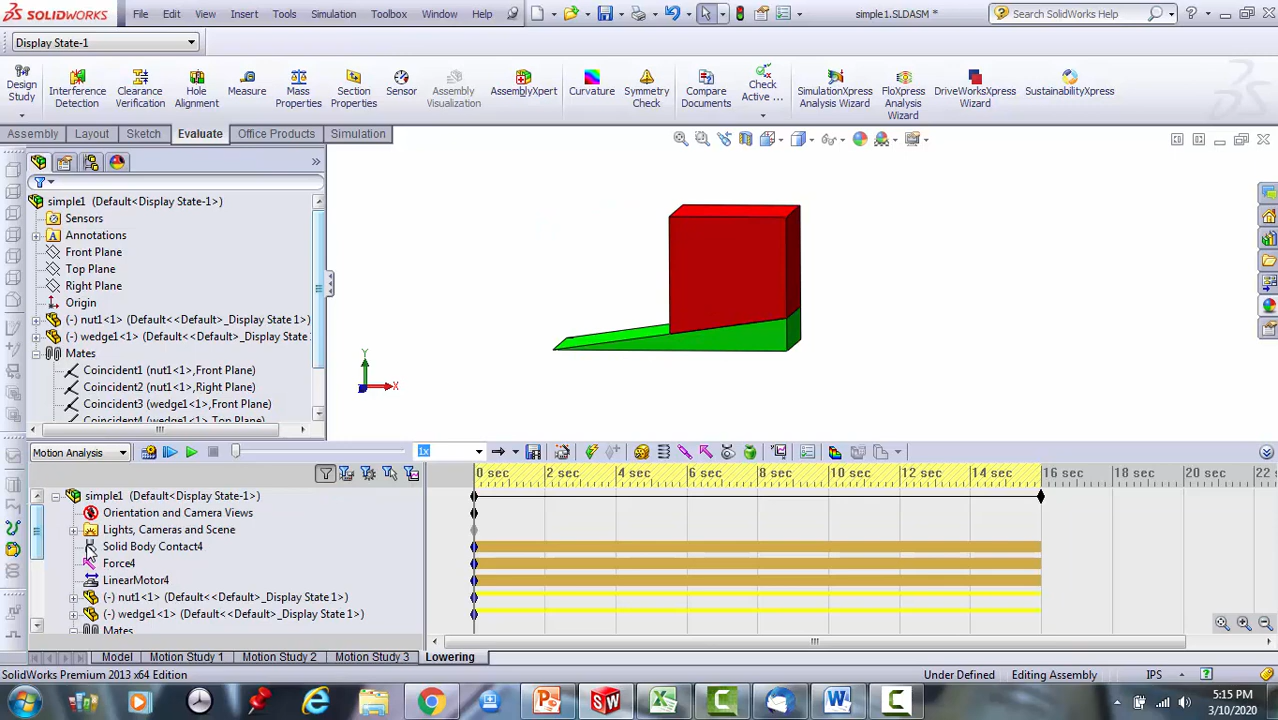 SOLIDWORKS File Edit View Insert Tools Simulation Toolbox Window Help simple1.SLDASM * Search SolidWorks Help
Display State-1
Design Study
Interference Detection
Clearance Verification
Hole Alignment
Measure
Mass Properties
Section Properties
Sensor
Assembly Visualization
AssemblyXpert
Curvature
Symmetry Check
Compare Documents
Check Active ...
SimulationXpress Analysis Wizard
FloXpress Analysis Wizard
DriveWorksXpress Wizard
SustainabilityXpress
Assembly Layout Sketch Evaluate Office Products Simulation
simple1 (Default<Display State-1>)
Sensors
Annotations
Front Plane
Top Plane
Right Plane
Origin
(-) nut1<1> (Default<<Default>_Display State 1>)
(-) wedge1<1> (Default<<Default>_Display State
Mates
Coincident1 (nut1<1>,Front Plane)
Coincident2 (nut1<1>,Right Plane)
Coincident3 (wedge1<1>,Front Plane)
Coincident4 (wedge1<1>,Top Plane)
Y
X
Motion Analysis 1x
0 sec 2 sec 4 sec 6 sec 8 sec 10 sec 12 sec 14 sec 16 sec 18 sec 20 sec 22 s
simple1 (Default<Display State-1>)
Orientation and Camera Views
Lights, Cameras and Scene
Solid Body Contact4
Force4
LinearMotor4
(-) nut1<1> (Default<<Default>_Display State 1>)
(-) wedge1<1> (Default<<Default>_Display State 1>)
Mates
Model Motion Study 1 Motion Study 2 Motion Study 3 Lowering
SolidWorks Premium 2013 x64 Edition Under Defined Editing Assembly IPS
5:15 PM
3/10/2020